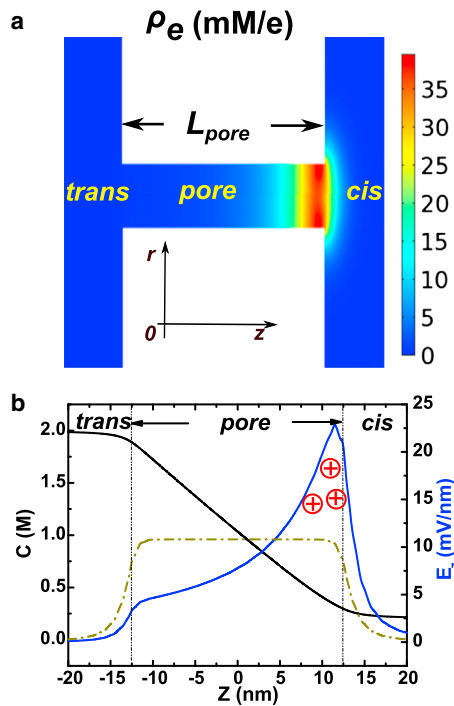 a
ρe (mM/e)
Lpore
trans
pore
cis
r
0
z
35
30
25
20
15
10
5
0
b
trans
pore
cis
2.0
1.5
1.0
0.5
0.0
C (M)
25
20
15
10
5
0
Ez (mV/nm)
-20 -15 -10 -5 0 5 10 15 20
Z (nm)